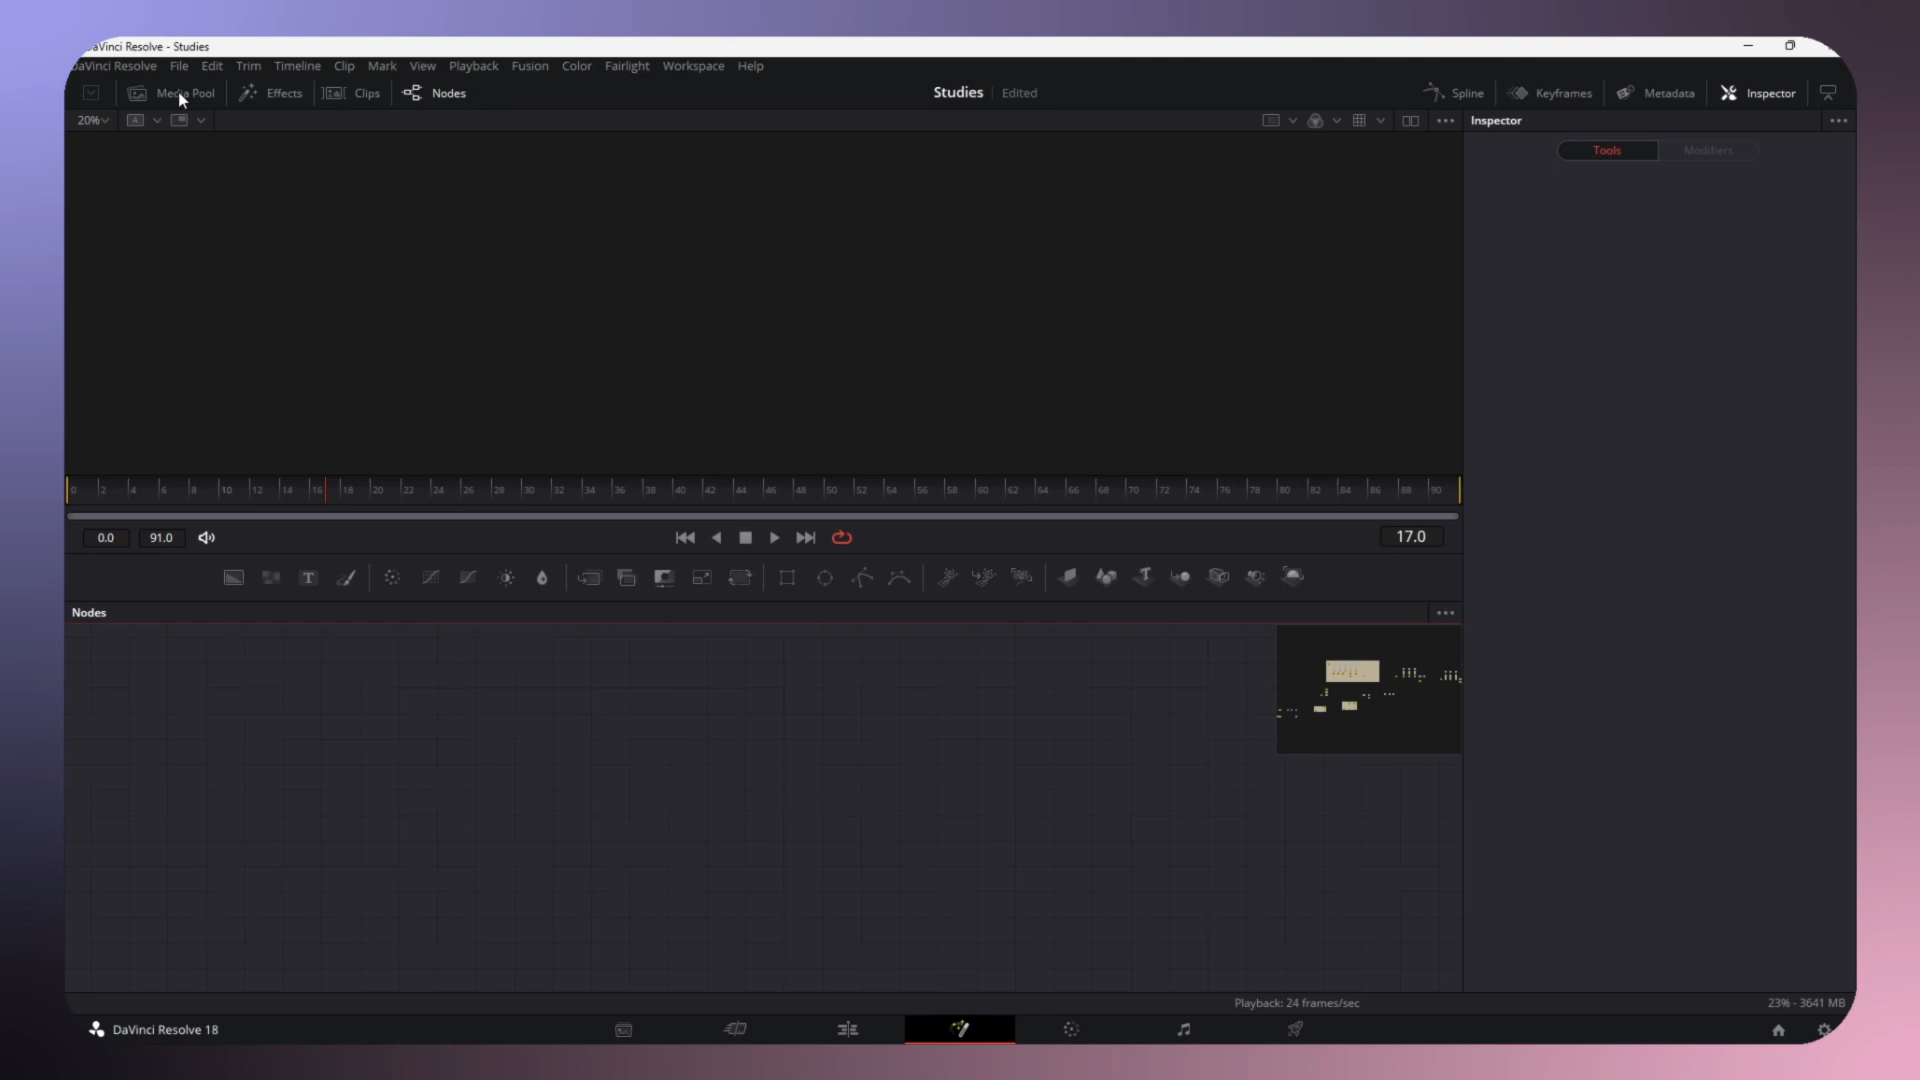 DaVinci Resolve - Studies
DaVinci Resolve File Edit Trim Timeline Clip Mark View Playback Fusion Color Fairlight Workspace Help
Media Pool Effects Clips Nodes Studies Edited Spline Keyframes Metadata Inspector
20% A Inspector
Tools Modifiers
0 2 4 6 8 10 12 14 16 18 20 22 24 26 28 30 32 34 36 38 40 42 44 46 48 50 52 54 56 58 60 62 64 66 68 70 72 74 76 78 80 82 84 86 88 90
0.0 91.0 17.0
T T
Nodes
Playback: 24 frames/sec 23% - 3641 MB
DaVinci Resolve 18